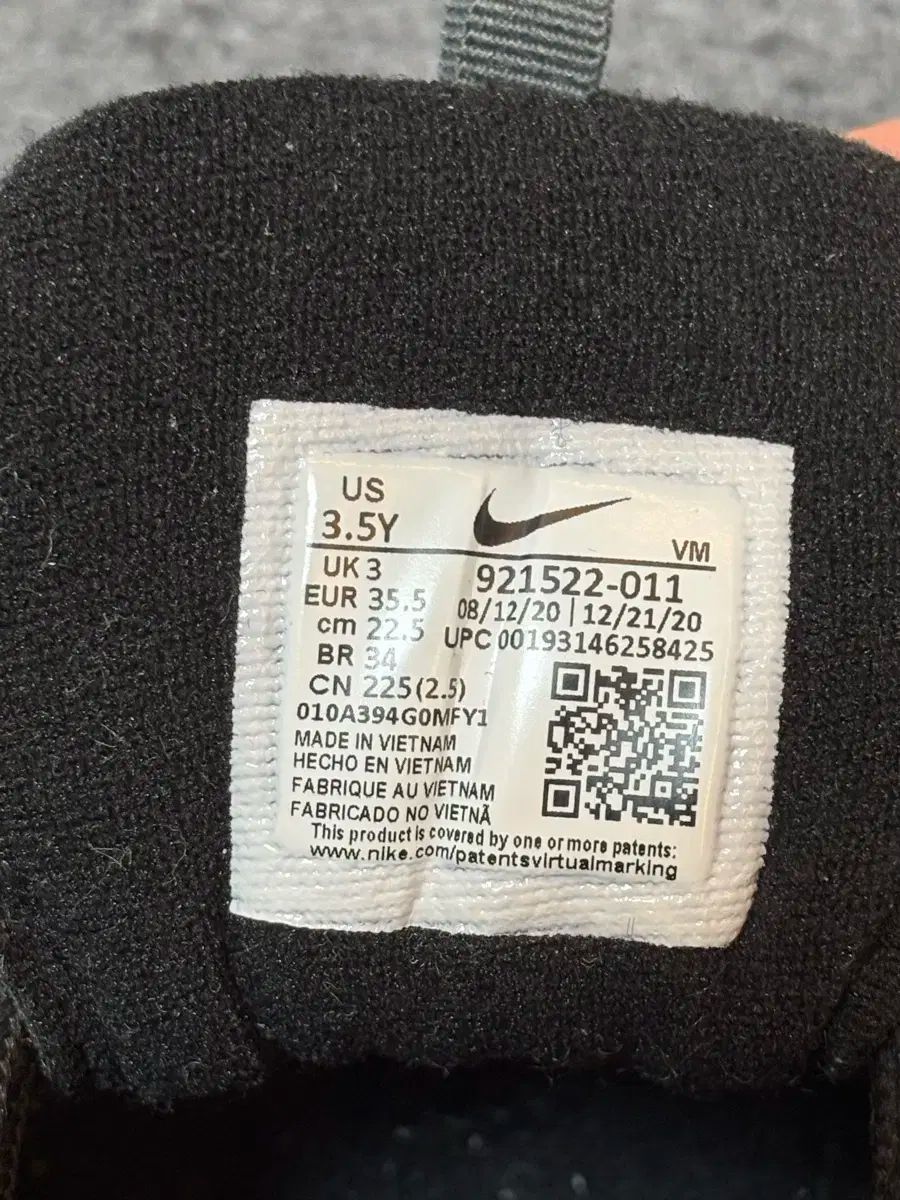 US
3.5Y
VM
UK 3
EUR 35.5
cm 22.5
BR 34
CN 225 (2.5)
921522-011
08/12/20 | 12/21/20
UPC 00193146258425
010A394G0MFY1
MADE IN VIETNAM
HECHO EN VIETNAM
FABRIQUE AU VIETNAM
FABRICADO NO VIETNÃ
This product is covered by one or more patents:
www.nike.com/patentsvirtualmarking